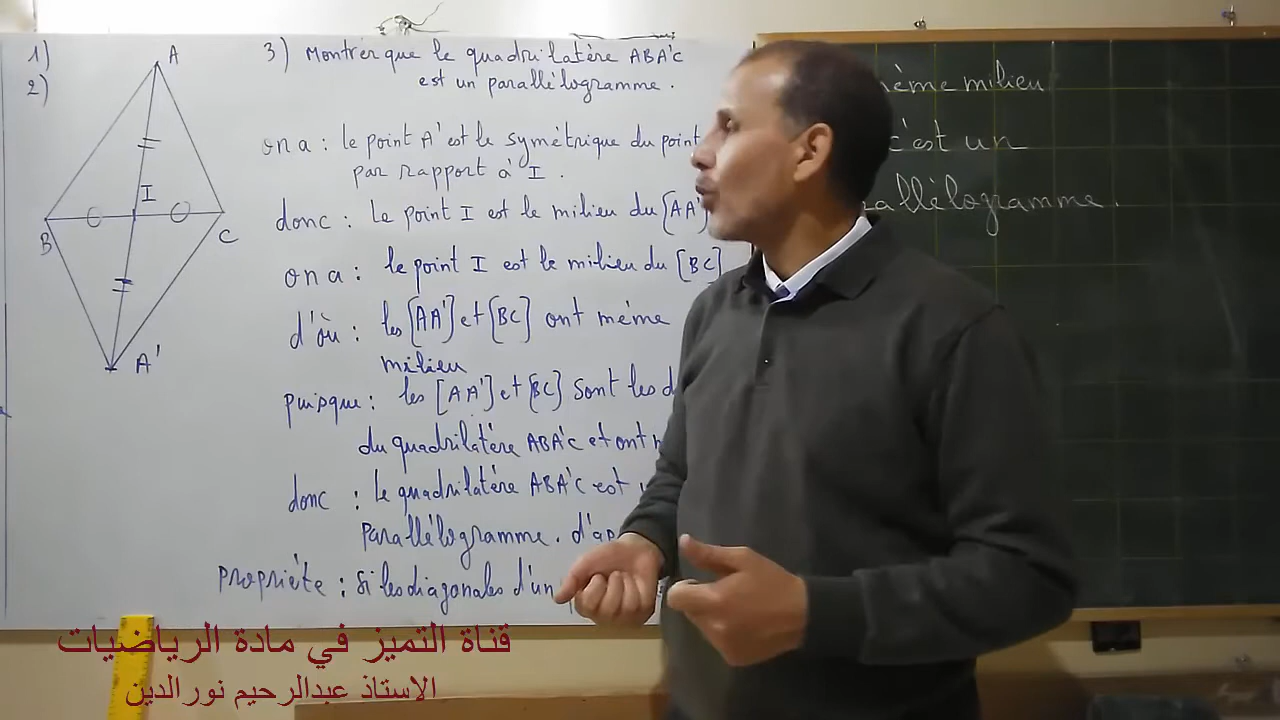 1)
2)
A
I
B
C
A'
3) Montrer que le quadrilatère ABA'C
est un parallélogramme.
on a : le point A' est le symétrique du point
par rapport à I.
donc : Le point I est le milieu du [AA']
on a : le point I est le milieu du [BC]
d'où : les [AA'] et [BC] ont même
milieu
puisque : les [AA'] et [BC] sont les
du quadrilatère ABA'C et ont
donc : le quadrilatère ABA'C est
parallélogramme. d'ap
propriéte : si les diagonales d'un
même milieu
c'est un
allélogramme.
قناة التميز في مادة الرياضيات
الاستاذ عبدالرحيم نورالدين